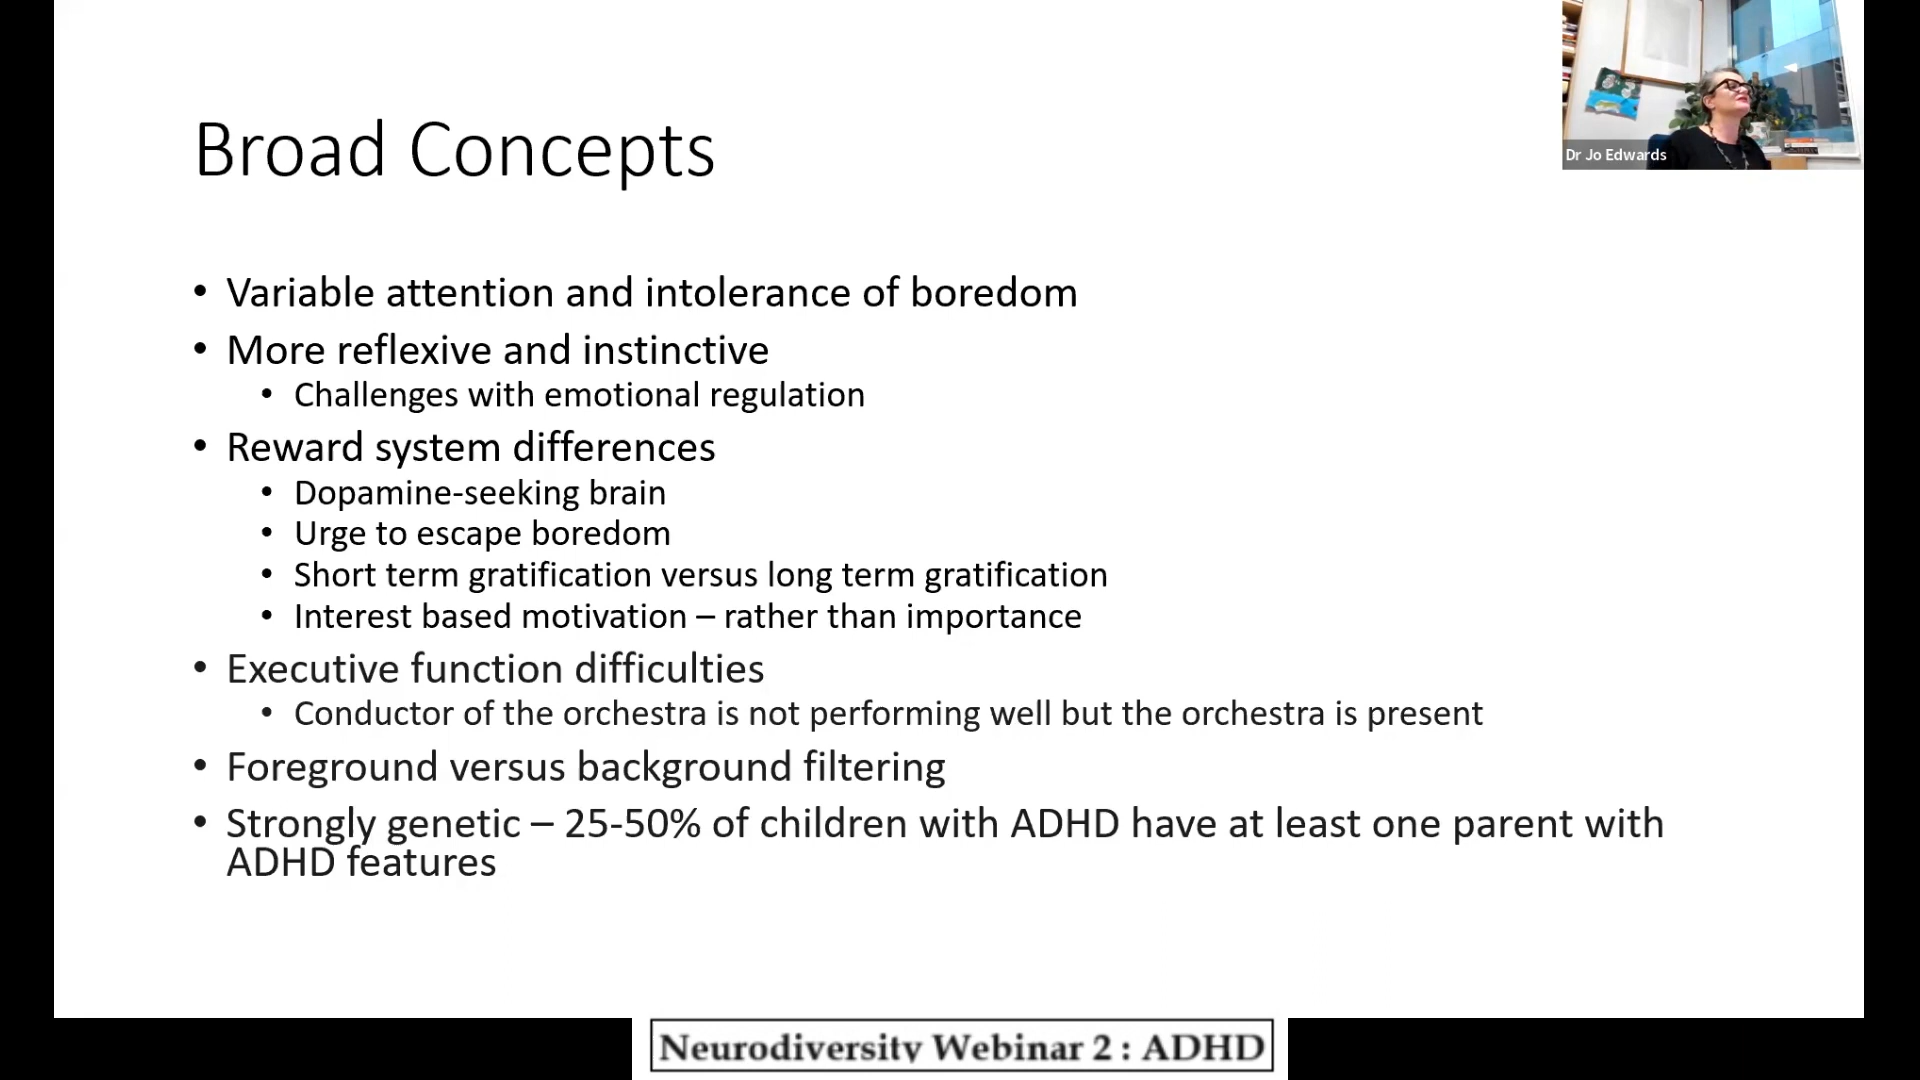 Broad Concepts
Dr Jo Edwards
• Variable attention and intolerance of boredom
• More reflexive and instinctive
• Challenges with emotional regulation
• Reward system differences
• Dopamine-seeking brain
• Urge to escape boredom
• Short term gratification versus long term gratification
• Interest based motivation – rather than importance
• Executive function difficulties
• Conductor of the orchestra is not performing well but the orchestra is present
• Foreground versus background filtering
• Strongly genetic – 25-50% of children with ADHD have at least one parent with
ADHD features
Neurodiversity Webinar 2 : ADHD